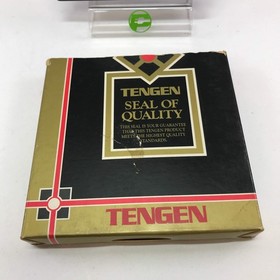 TENGEN
SEAL OF
QUALITY
THIS SEAL IS YOUR GUARANTEE
THAT THIS TENGEN PRODUCT
MEETS THE HIGHEST QUALITY
STANDARDS.
TENGEN